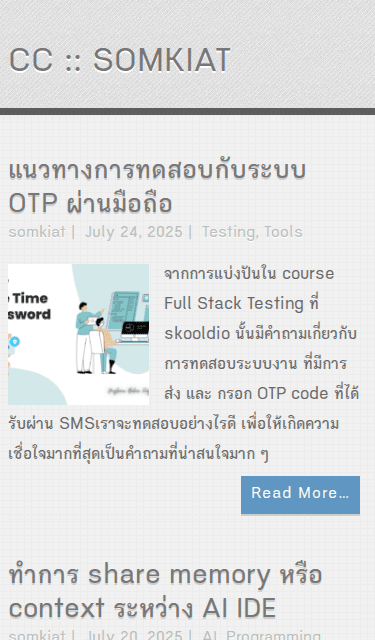 CC :: SOMKIAT
แนวทางการทดสอบกับระบบ
OTP ผ่านมือถือ
somkiat | July 24, 2025 | Testing, Tools
จากการแบ่งปันใน course
Full Stack Testing ที่
skooldio นั้นมีคำถามเกี่ยวกับ
การทดสอบระบบงาน ที่มีการ
ส่ง และ กรอก OTP code ที่ได้
รับผ่าน SMSเราจะทดสอบอย่างไรดี เพื่อให้เกิดความ
เชื่อใจมากที่สุดเป็นคำถามที่น่าสนใจมาก ๆ
Time
Read More...
ทำการ share memory หรือ
context ระหว่าง AI IDE
somkiat | July 20, 2025 | AI, Programming